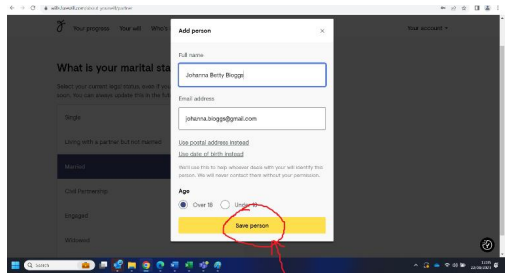 Your progress Your will Who's
Your account
Add person
Full name
Johanna Betty Bloggs
Email address
johanna.bloggs@gmail.com
Use postal address instead
Use date of birth instead
We'll use this to help whoever deals with your will identify this
person. We will never contact them without your permission.
Age
Over 18 Under 18
Save person
What is your marital sta
Select your current legal status, even if you
each. You can always update this in the fut
Single
Living with a partner but not married
Married
Civil Partnership
Engaged
Widowed
Search